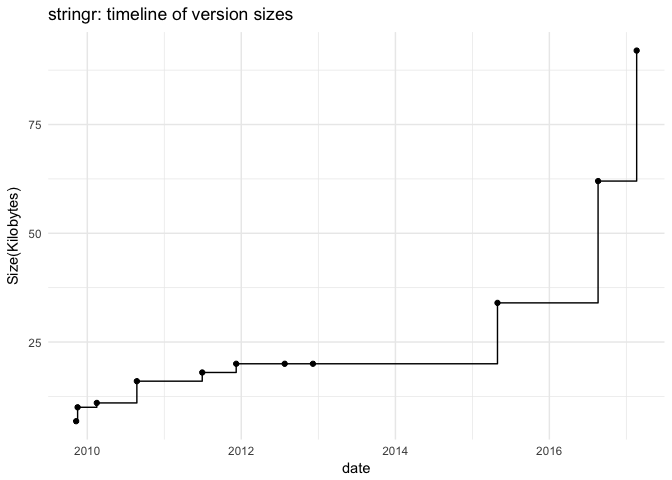 stringr: timeline of version sizes
Size(Kilobytes)
75
50
25
2010 2012 2014 2016
date